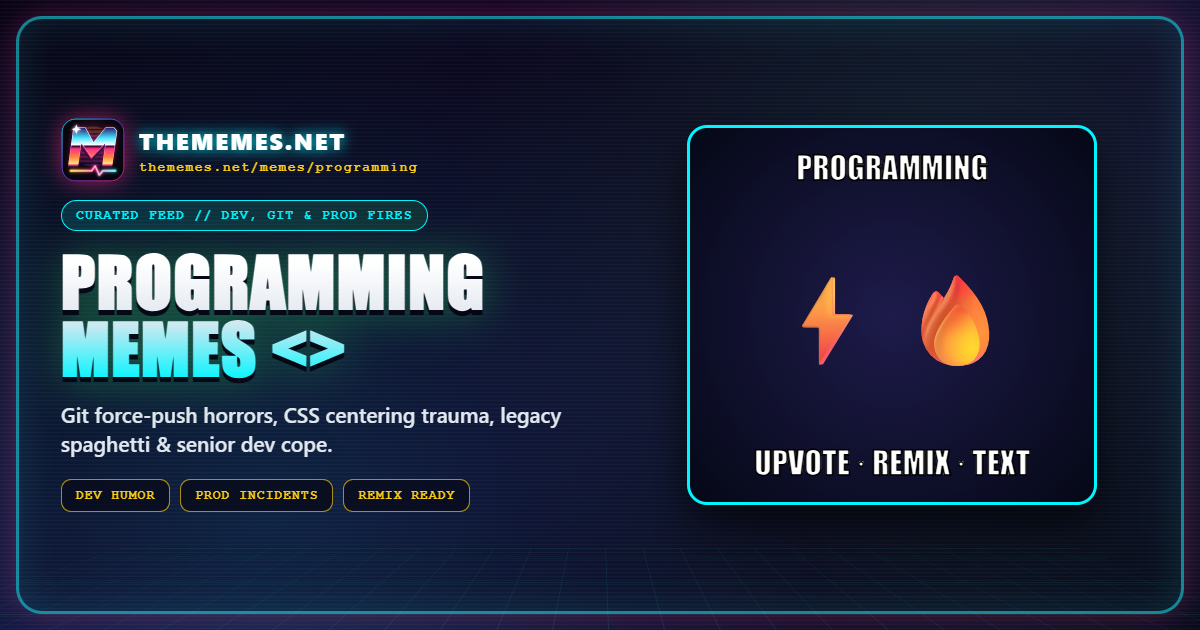 THEMEMES.NET
thememes.net/memes/programming
CURATED FEED // DEV, GIT & PROD FIRES
PROGRAMMING
MEMES <>
Git force-push horrors, CSS centering trauma, legacy
spaghetti & senior dev cope.
DEV HUMOR
PROD INCIDENTS
REMIX READY
PROGRAMMING
UPVOTE · REMIX · TEXT